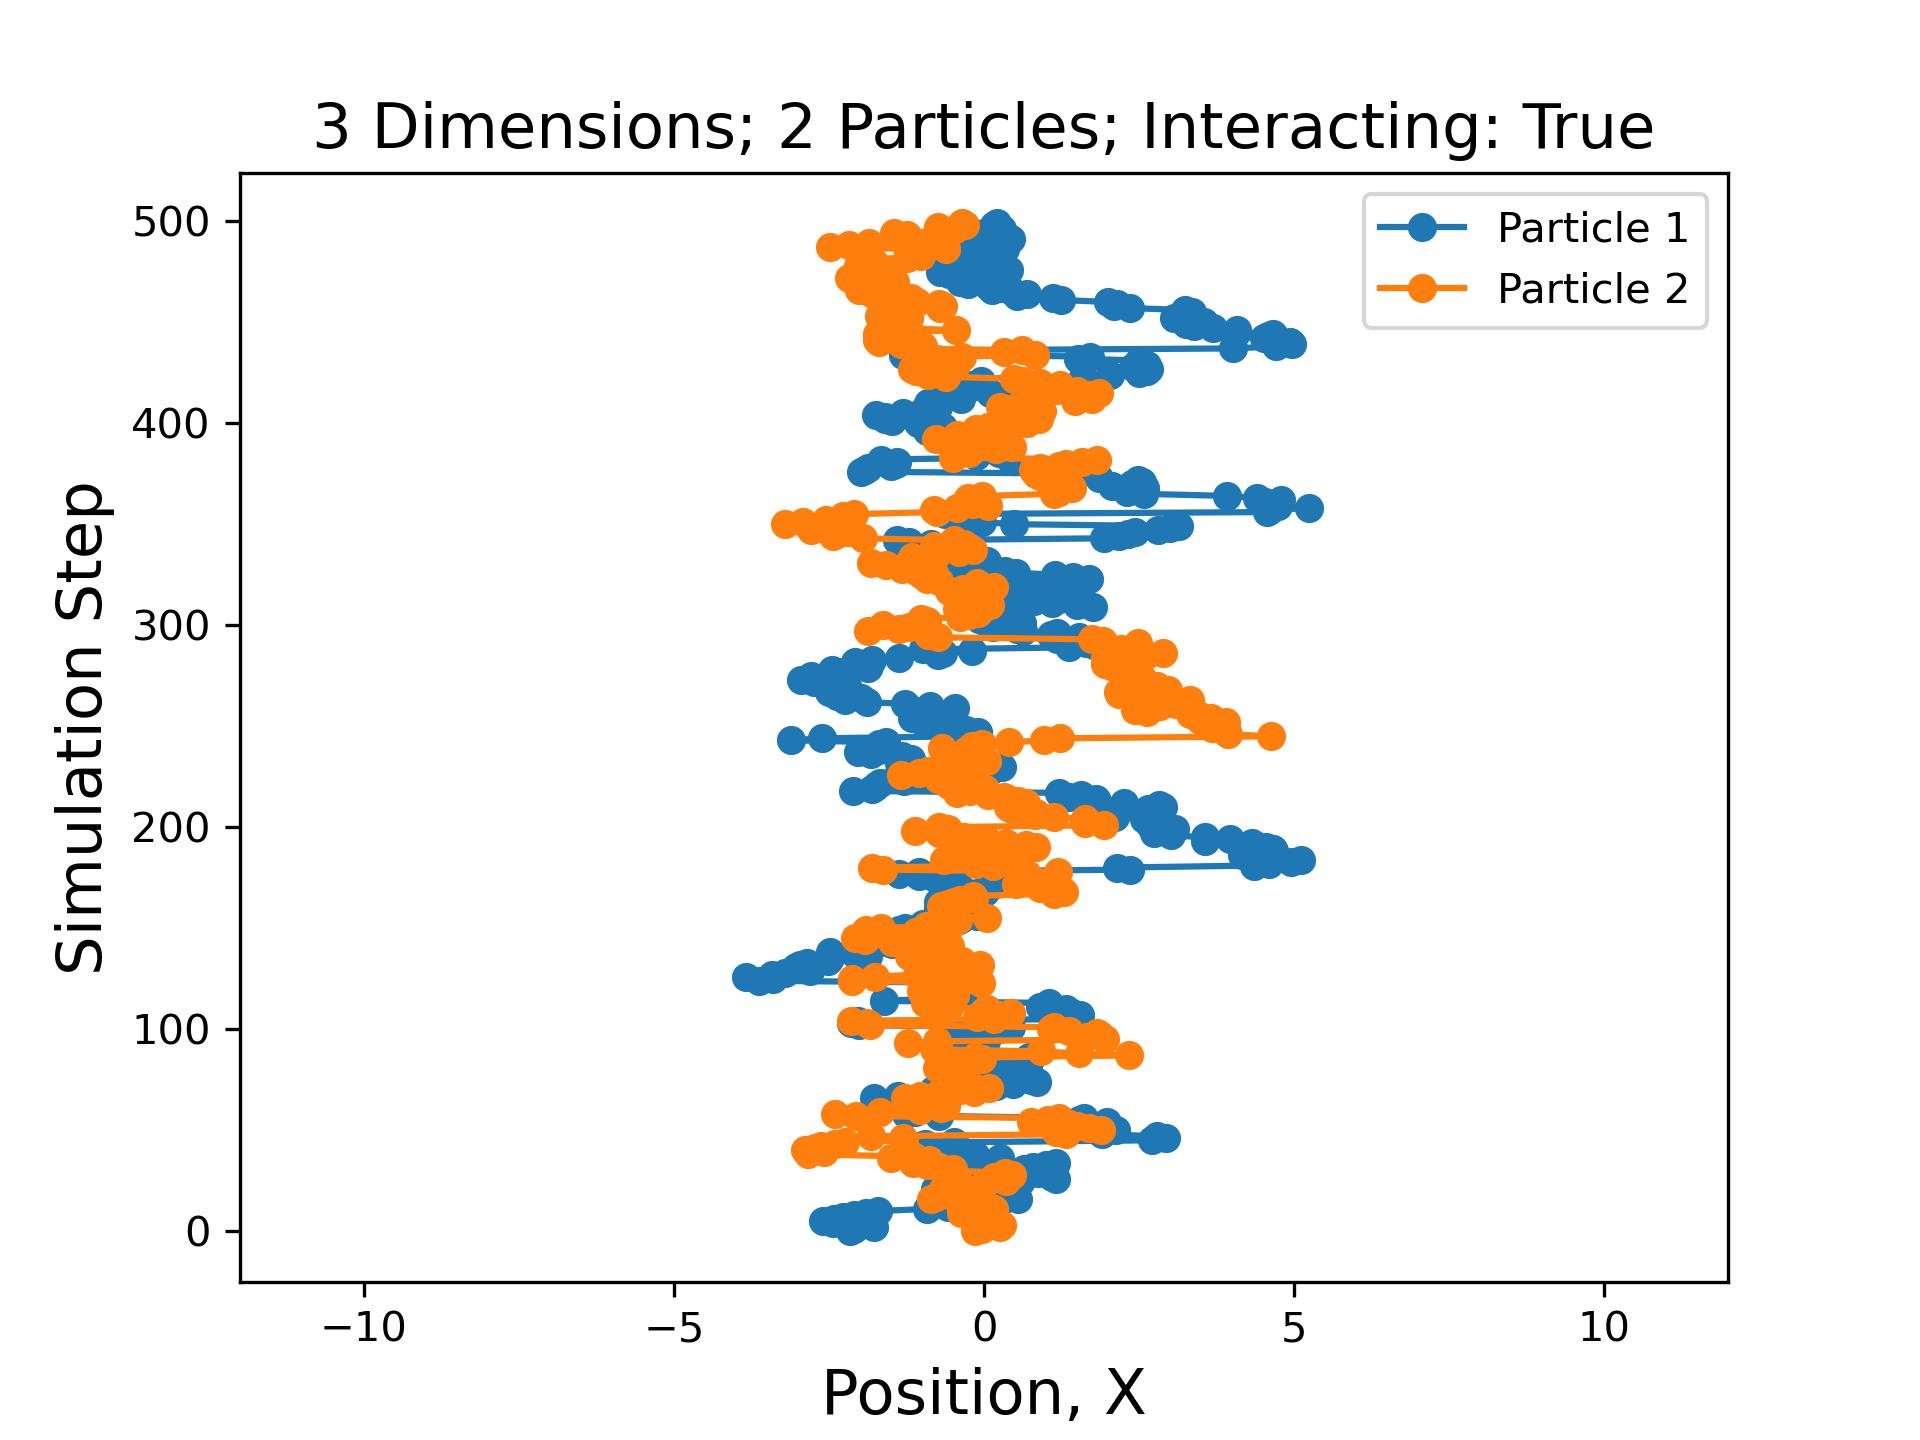 3 Dimensions; 2 Particles; Interacting: True
Particle 1
Particle 2
500
400
300
200
100
0
Simulation Step
−10
−5
0
5
10
Position, X